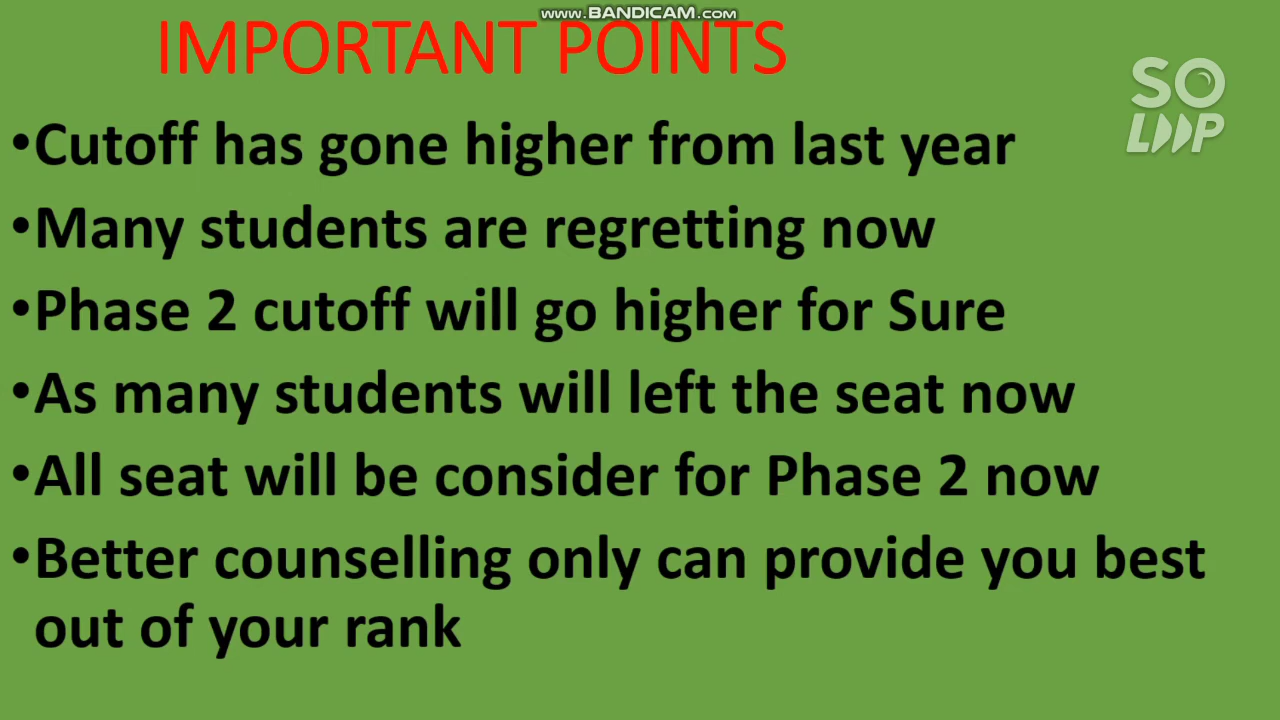 www.BANDICAM.com
IMPORTANT POINTS
SO
LOOP
•Cutoff has gone higher from last year
•Many students are regretting now
•Phase 2 cutoff will go higher for Sure
•As many students will left the seat now
•All seat will be consider for Phase 2 now
•Better counselling only can provide you best
out of your rank